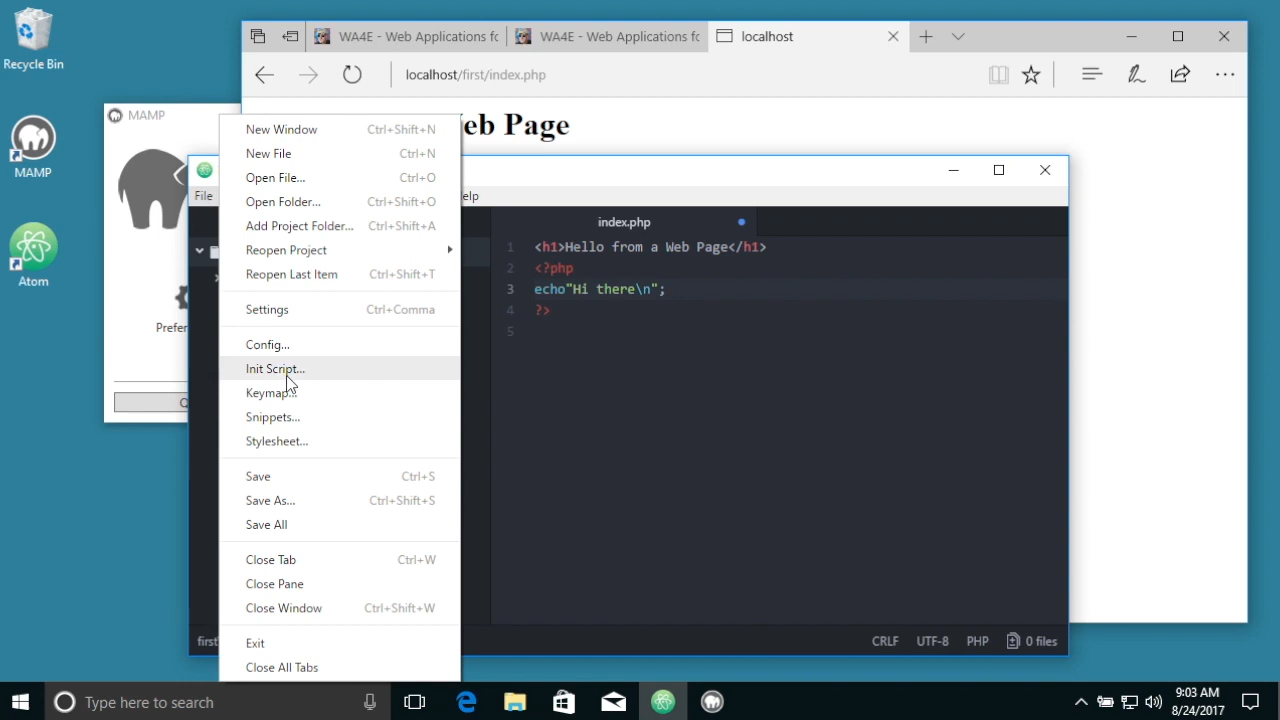 Recycle Bin
MAMP
Atom
WA4E - Web Applications fo
WA4E - Web Applications fo
localhost
localhost/first/index.php
eb Page
MAMP
File
elp
New Window Ctrl+Shift+N
New File Ctrl+N
Open File... Ctrl+O
Open Folder... Ctrl+Shift+O
Add Project Folder... Ctrl+Shift+A
Reopen Project
Reopen Last Item Ctrl+Shift+T
Settings Ctrl+Comma
Config...
Init Script...
Keymap...
Snippets...
Stylesheet...
Save Ctrl+S
Save As... Ctrl+Shift+S
Save All
Close Tab Ctrl+W
Close Pane
Close Window Ctrl+Shift+W
Exit
Close All Tabs
index.php
1 <h1>Hello from a Web Page</h1>
2 <?php
3 echo"Hi there\n";
4 ?>
5
Prefer
Q
first
CRLF UTF-8 PHP 0 files
Type here to search
9:03 AM
8/24/2017